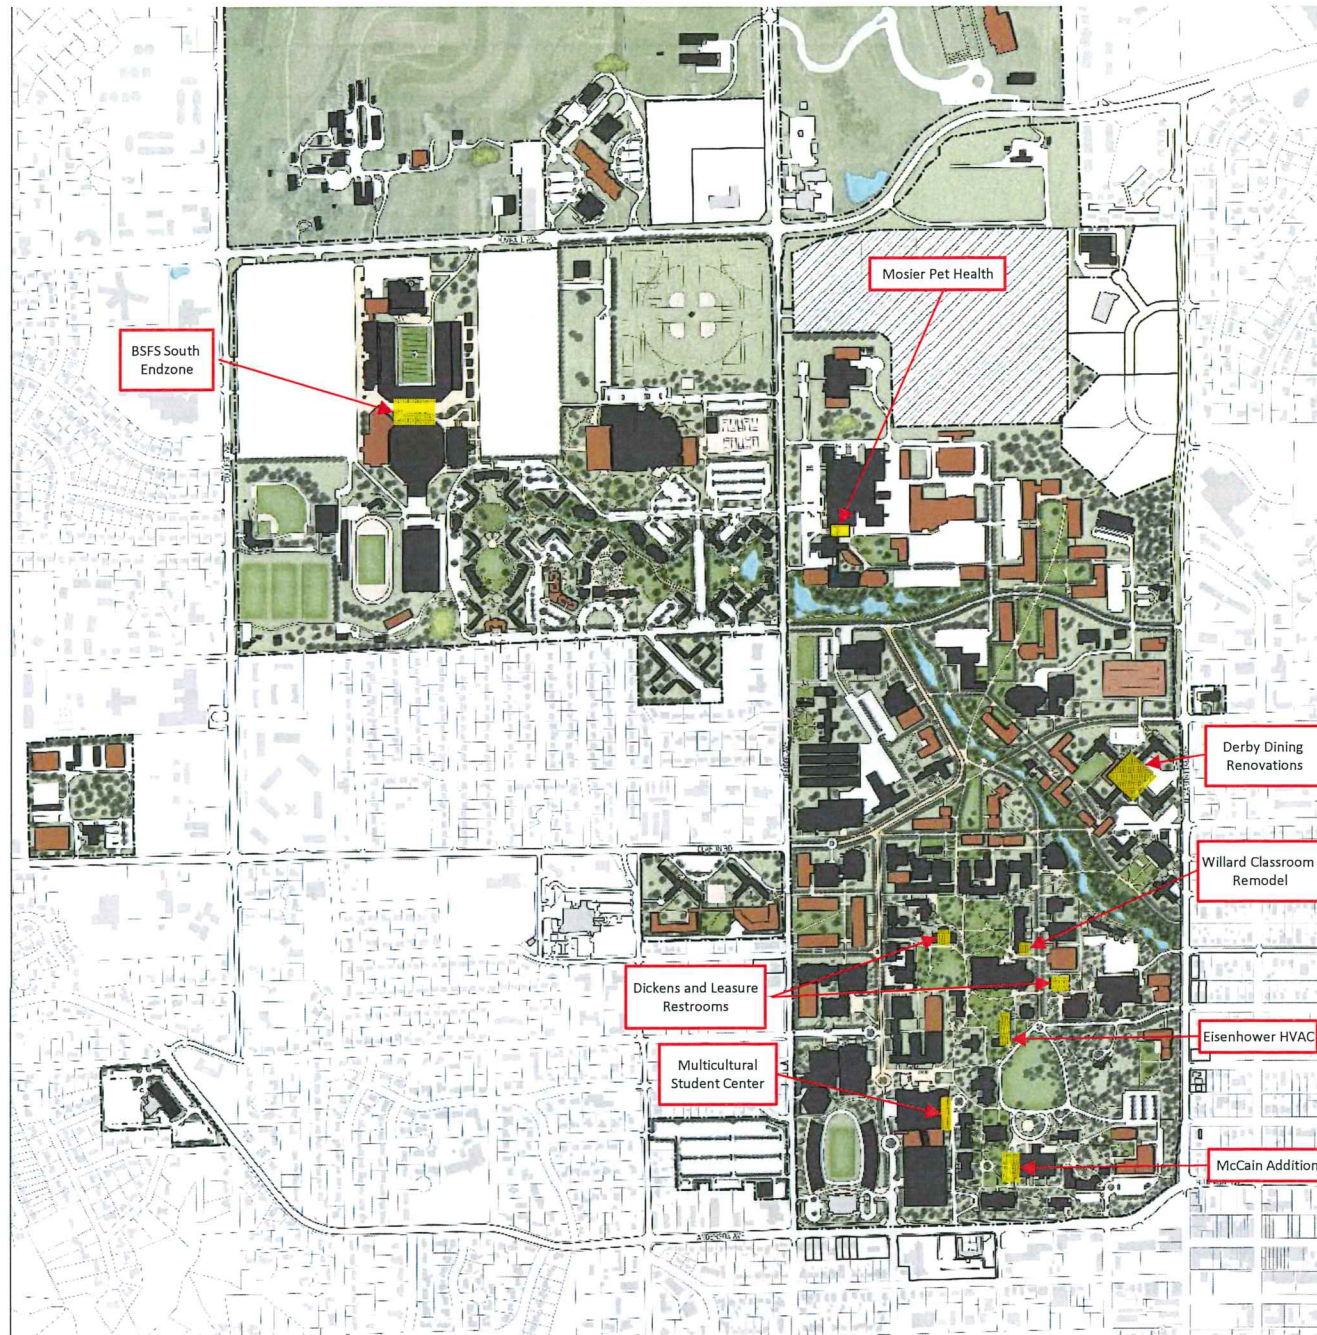 Mosier Pet Health
BSFS South
Endzone
Derby Dining
Renovations
Willard Classroom
Remodel
Dickens and Leasure
Restrooms
Eisenhower HVAC
Multicultural
Student Center
McCain Addition